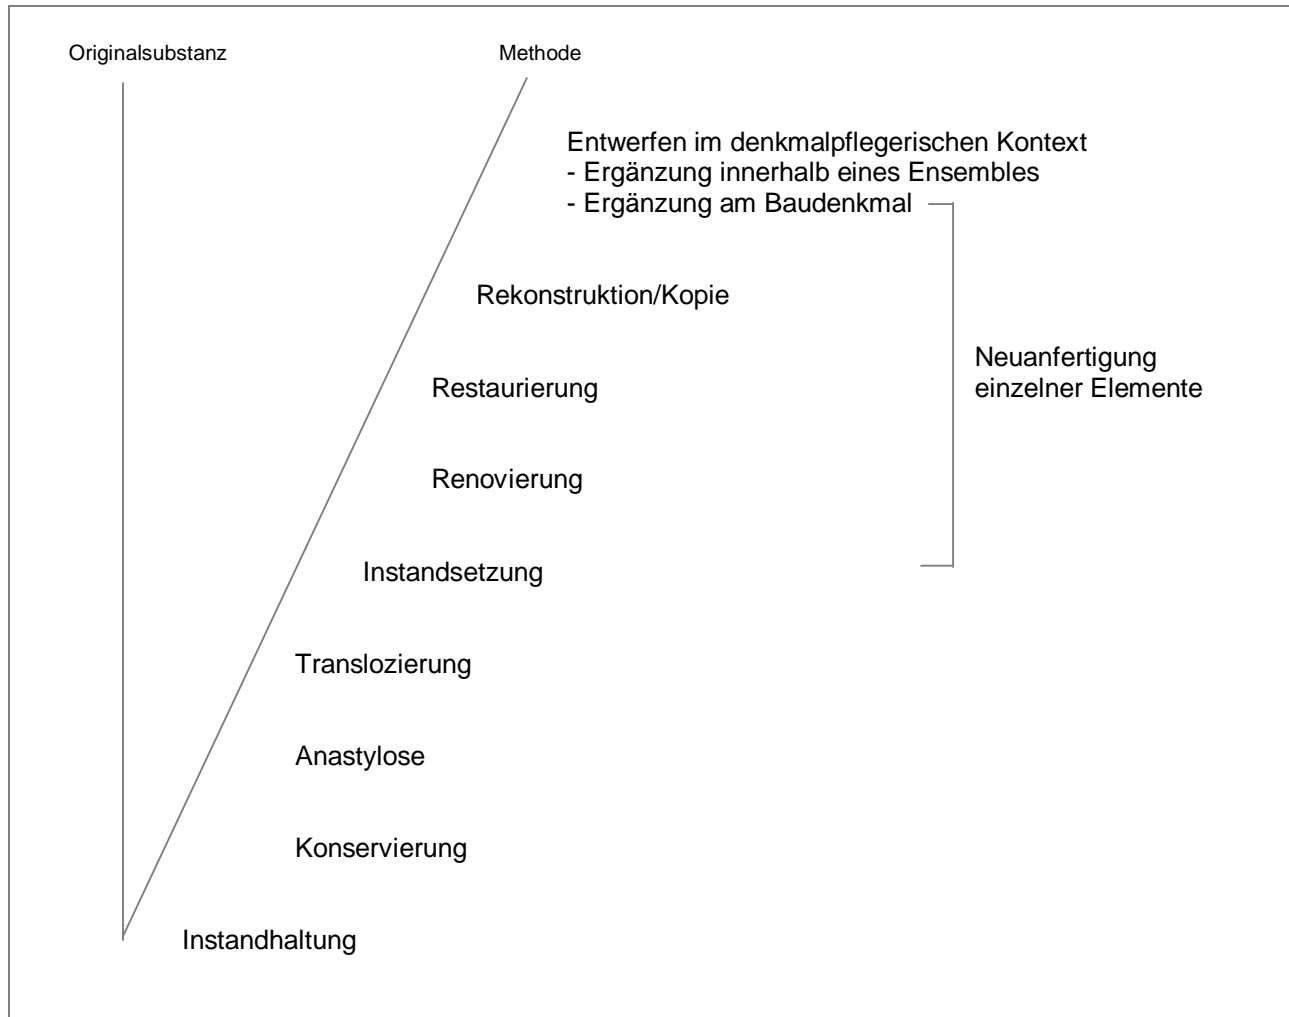 Originalsubstanz
Methode
Entwerfen im denkmalpflegerischen Kontext
- Ergänzung innerhalb eines Ensembles
- Ergänzung am Baudenkmal
Rekonstruktion/Kopie
Neuanfertigung
einzelner Elemente
Restaurierung
Renovierung
Instandsetzung
Translozierung
Anastylose
Konservierung
Instandhaltung